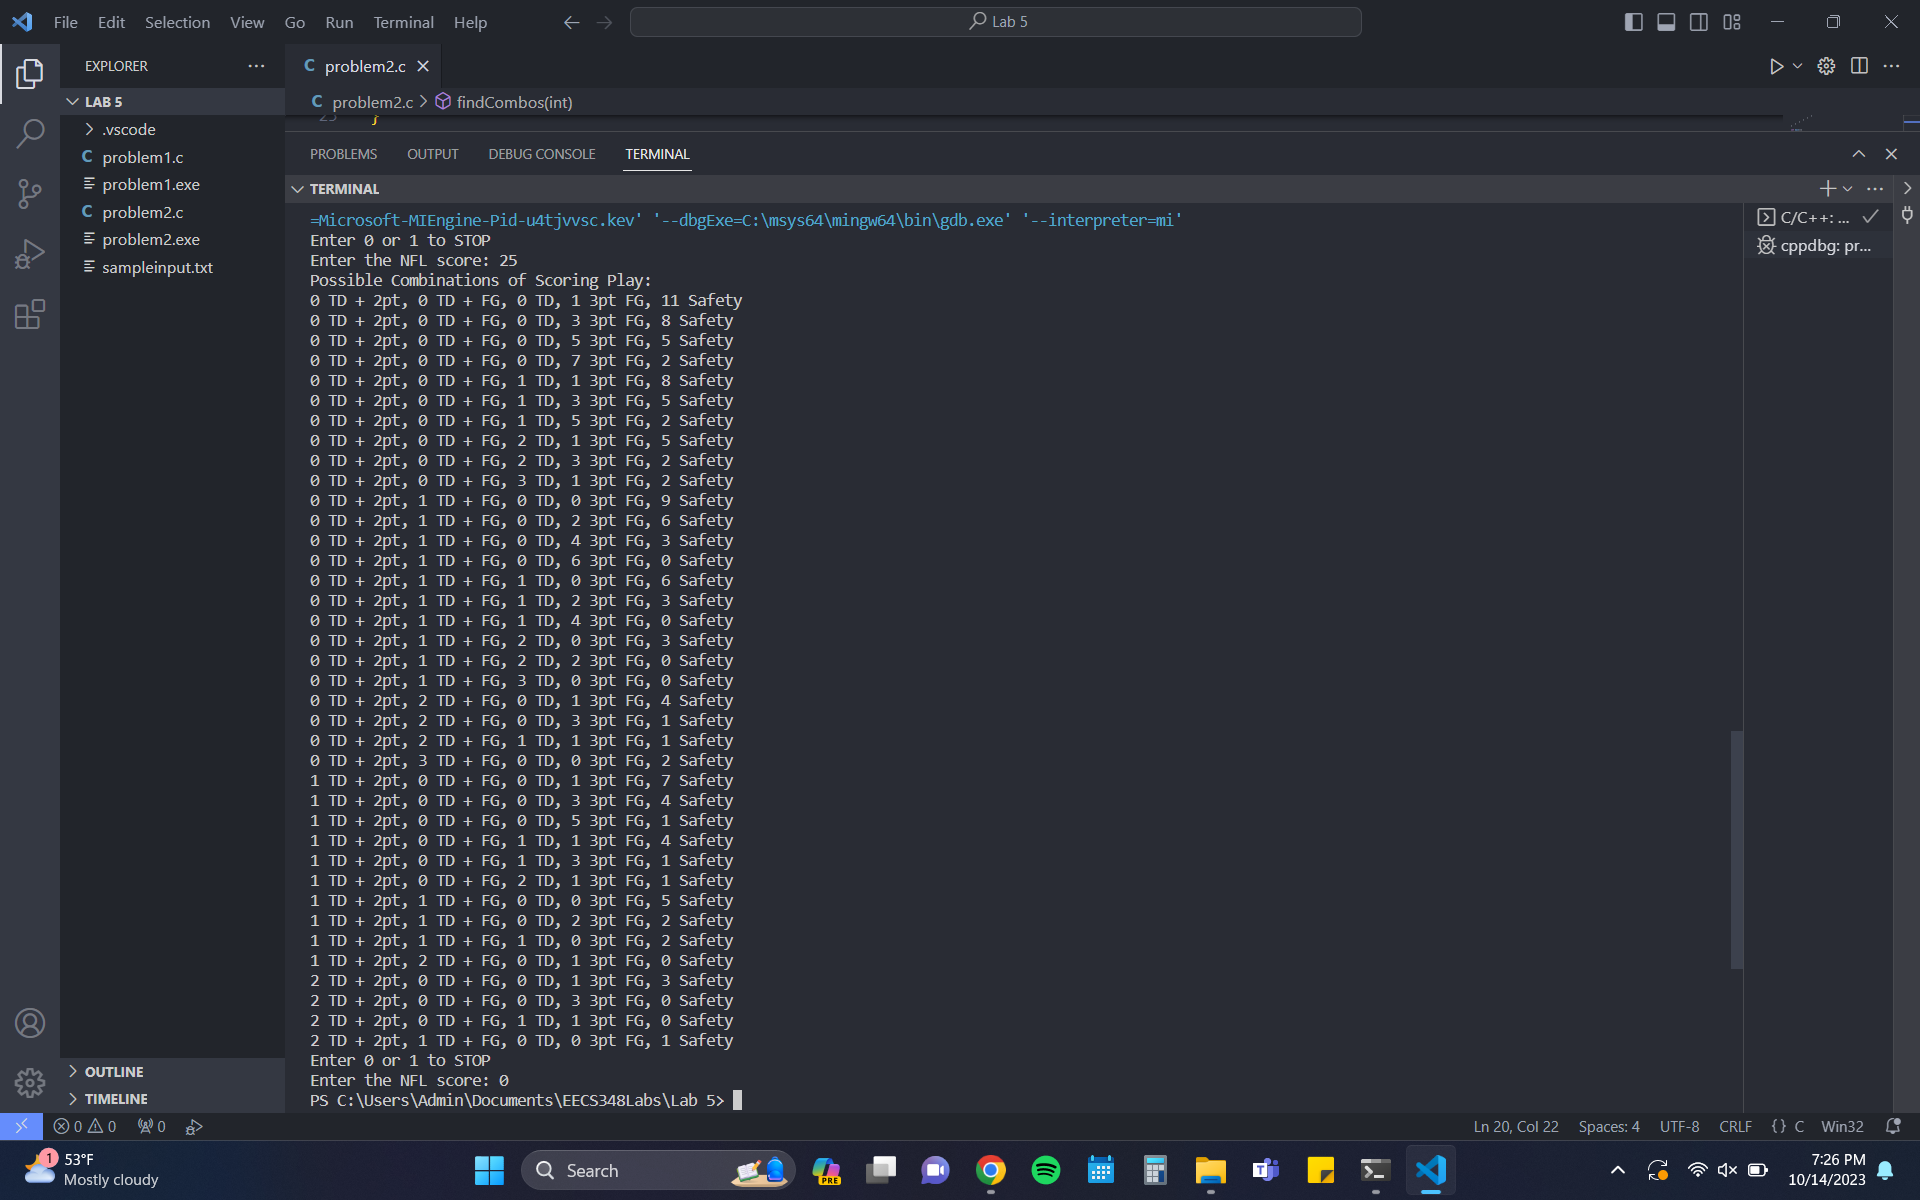 File Edit Selection View Go Run Terminal Help
Lab 5
EXPLORER
LAB 5
.vscode
C problem1.c
problem1.exe
C problem2.c
problem2.exe
sampleinput.txt
OUTLINE
TIMELINE
C problem2.c
C problem2.c > findCombos(int)
25 }
PROBLEMS OUTPUT DEBUG CONSOLE TERMINAL
TERMINAL
C/C++: ...
cppdbg: pr...
=Microsoft-MIEngine-Pid-u4tjvvsc.kev' '--dbgExe=C:\msys64\mingw64\bin\gdb.exe' '--interpreter=mi'
Enter 0 or 1 to STOP
Enter the NFL score: 25
Possible Combinations of Scoring Play:
0 TD + 2pt, 0 TD + FG, 0 TD, 1 3pt FG, 11 Safety
0 TD + 2pt, 0 TD + FG, 0 TD, 3 3pt FG, 8 Safety
0 TD + 2pt, 0 TD + FG, 0 TD, 5 3pt FG, 5 Safety
0 TD + 2pt, 0 TD + FG, 0 TD, 7 3pt FG, 2 Safety
0 TD + 2pt, 0 TD + FG, 1 TD, 1 3pt FG, 8 Safety
0 TD + 2pt, 0 TD + FG, 1 TD, 3 3pt FG, 5 Safety
0 TD + 2pt, 0 TD + FG, 1 TD, 5 3pt FG, 2 Safety
0 TD + 2pt, 0 TD + FG, 2 TD, 1 3pt FG, 5 Safety
0 TD + 2pt, 0 TD + FG, 2 TD, 3 3pt FG, 2 Safety
0 TD + 2pt, 0 TD + FG, 3 TD, 1 3pt FG, 2 Safety
0 TD + 2pt, 1 TD + FG, 0 TD, 0 3pt FG, 9 Safety
0 TD + 2pt, 1 TD + FG, 0 TD, 2 3pt FG, 6 Safety
0 TD + 2pt, 1 TD + FG, 0 TD, 4 3pt FG, 3 Safety
0 TD + 2pt, 1 TD + FG, 0 TD, 6 3pt FG, 0 Safety
0 TD + 2pt, 1 TD + FG, 1 TD, 0 3pt FG, 6 Safety
0 TD + 2pt, 1 TD + FG, 1 TD, 2 3pt FG, 3 Safety
0 TD + 2pt, 1 TD + FG, 1 TD, 4 3pt FG, 0 Safety
0 TD + 2pt, 1 TD + FG, 2 TD, 0 3pt FG, 3 Safety
0 TD + 2pt, 1 TD + FG, 2 TD, 2 3pt FG, 0 Safety
0 TD + 2pt, 1 TD + FG, 3 TD, 0 3pt FG, 0 Safety
0 TD + 2pt, 2 TD + FG, 0 TD, 1 3pt FG, 4 Safety
0 TD + 2pt, 2 TD + FG, 0 TD, 3 3pt FG, 1 Safety
0 TD + 2pt, 2 TD + FG, 1 TD, 1 3pt FG, 1 Safety
0 TD + 2pt, 3 TD + FG, 0 TD, 0 3pt FG, 2 Safety
1 TD + 2pt, 0 TD + FG, 0 TD, 1 3pt FG, 7 Safety
1 TD + 2pt, 0 TD + FG, 0 TD, 3 3pt FG, 4 Safety
1 TD + 2pt, 0 TD + FG, 0 TD, 5 3pt FG, 1 Safety
1 TD + 2pt, 0 TD + FG, 1 TD, 1 3pt FG, 4 Safety
1 TD + 2pt, 0 TD + FG, 1 TD, 3 3pt FG, 1 Safety
1 TD + 2pt, 0 TD + FG, 2 TD, 1 3pt FG, 1 Safety
1 TD + 2pt, 1 TD + FG, 0 TD, 0 3pt FG, 5 Safety
1 TD + 2pt, 1 TD + FG, 0 TD, 2 3pt FG, 2 Safety
1 TD + 2pt, 1 TD + FG, 1 TD, 0 3pt FG, 2 Safety
1 TD + 2pt, 2 TD + FG, 0 TD, 1 3pt FG, 0 Safety
2 TD + 2pt, 0 TD + FG, 0 TD, 1 3pt FG, 3 Safety
2 TD + 2pt, 0 TD + FG, 0 TD, 3 3pt FG, 0 Safety
2 TD + 2pt, 0 TD + FG, 1 TD, 1 3pt FG, 0 Safety
2 TD + 2pt, 1 TD + FG, 0 TD, 0 3pt FG, 1 Safety
Enter 0 or 1 to STOP
Enter the NFL score: 0
PS C:\Users\Admin\Documents\EECS348Labs\Lab 5>
0 0 0 Ln 20, Col 22 Spaces: 4 UTF-8 CRLF {} C Win32
1 53°F
Mostly cloudy
Search
PRE
7:26 PM
10/14/2023